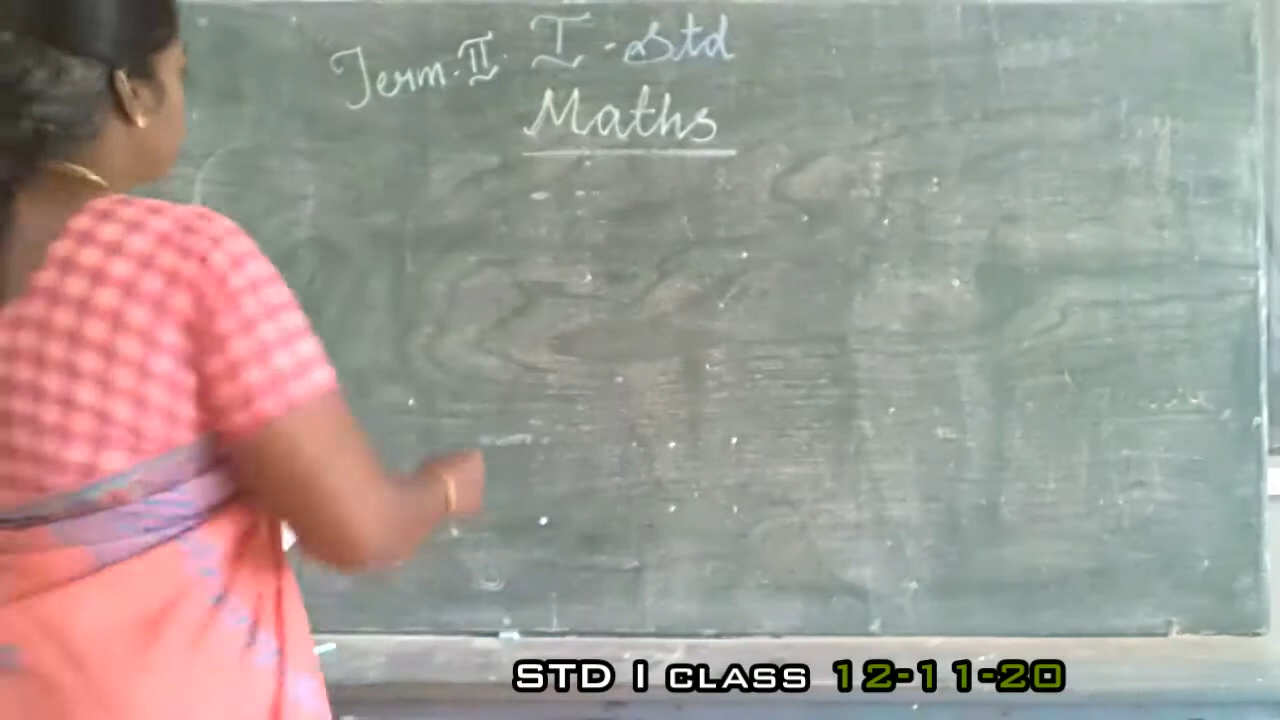 Term.II. I - Std
Maths
STD I CLASS 12-11-20